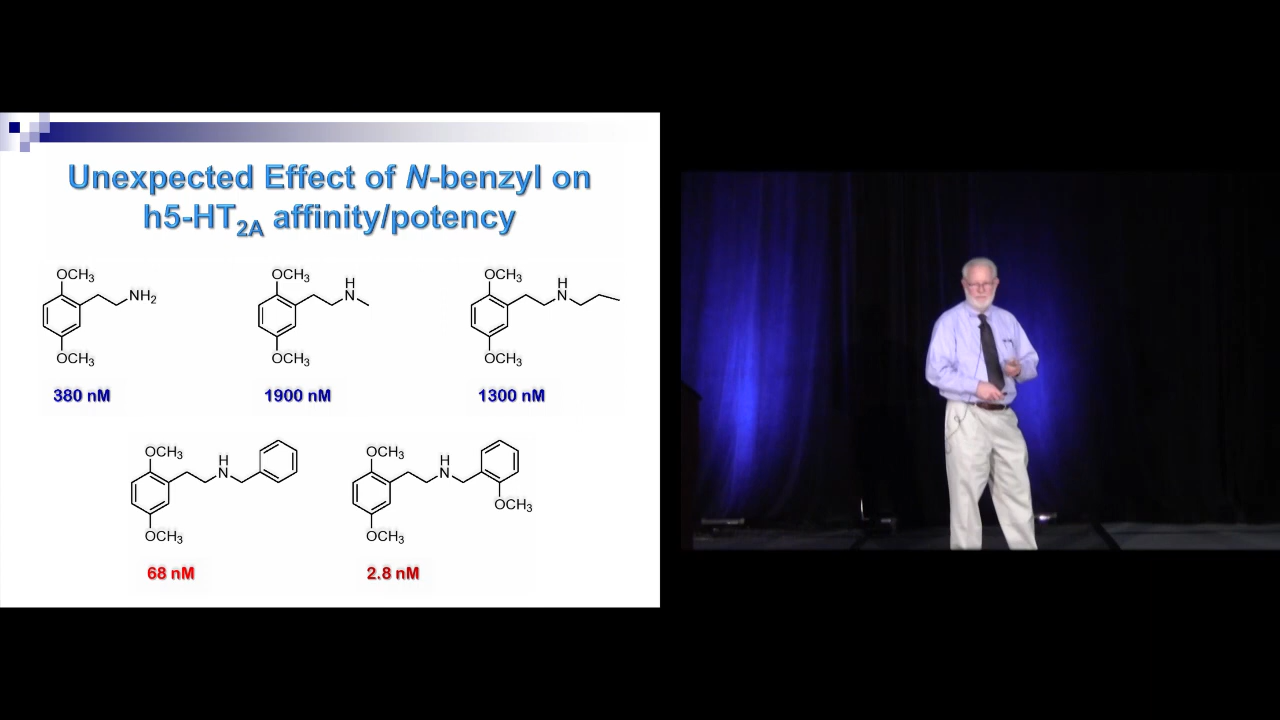 Unexpected Effect of N-benzyl on
h5-HT2A affinity/potency
OCH3
NH2
OCH3
OCH3
H
N
OCH3
OCH3
H
N
OCH3
380 nM
1900 nM
1300 nM
OCH3
H
N
OCH3
OCH3
H
N
OCH3
OCH3
68 nM
2.8 nM